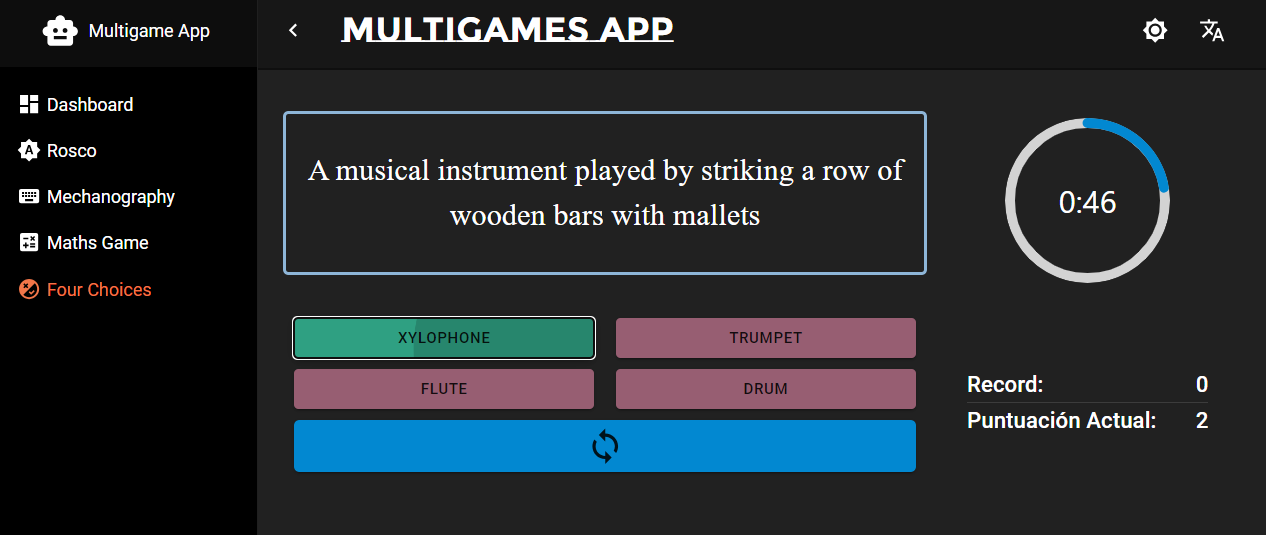 Multigame App
MULTIGAMES APP
Dashboard
Rosco
Mechanography
Maths Game
Four Choices
A musical instrument played by striking a row of
wooden bars with mallets
XYLOPHONE
TRUMPET
FLUTE
DRUM
0:46
Record: 0
Puntuación Actual: 2